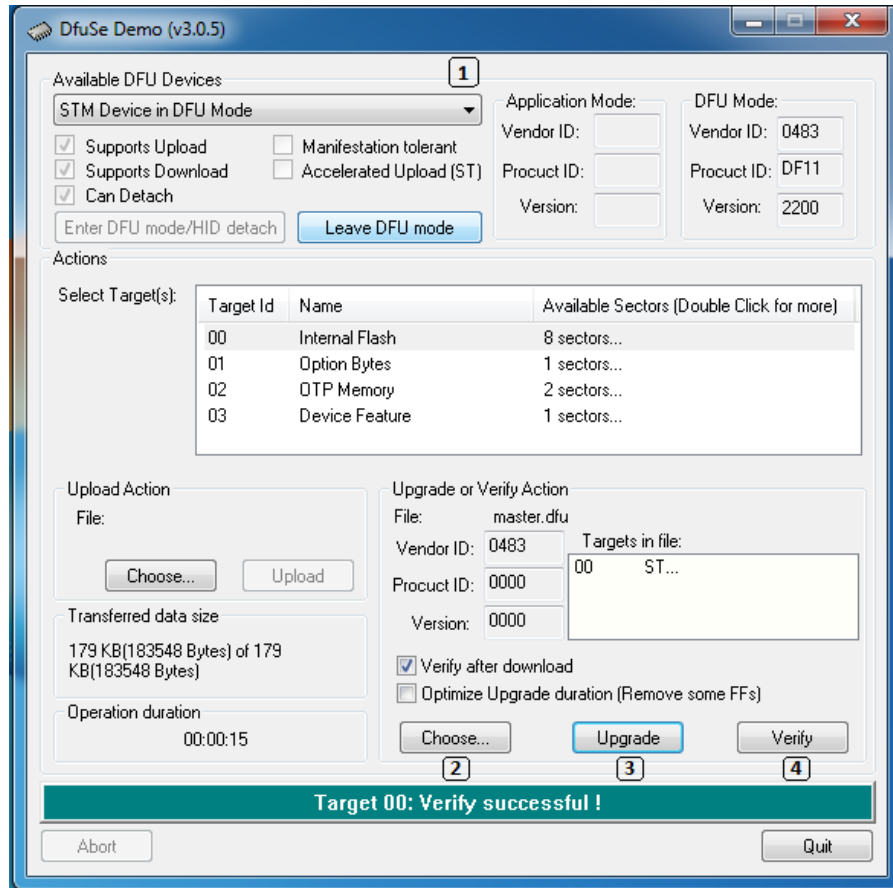 DfuSe Demo (v3.0.5)
1
Available DFU Devices
STM Device in DFU Mode
Supports Upload
Manifestation tolerant
Supports Download
Accelerated Upload (ST)
Can Detach
Enter DFU mode/HID detach
Leave DFU mode
Application Mode:
Vendor ID:
Procuct ID:
Version:
DFU Mode:
Vendor ID: 0483
Procuct ID: DF11
Version: 2200
Actions
Select Target(s):
Target Id Name Available Sectors (Double Click for more)
00 Internal Flash 8 sectors...
01 Option Bytes 1 sectors...
02 OTP Memory 2 sectors...
03 Device Feature 1 sectors...
Upload Action
File:
Choose... Upload
Transferred data size
179 KB(183548 Bytes) of 179
KB(183548 Bytes)
Operation duration
00:00:15
Upgrade or Verify Action
File: master.dfu
Vendor ID: 0483
Procuct ID: 0000
Version: 0000
Targets in file:
00 ST...
Verify after download
Optimize Upgrade duration (Remove some FFs)
Choose... Upgrade Verify
2 3 4
Target 00: Verify successful !
Abort Quit